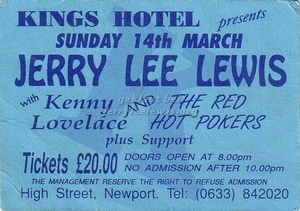 KINGS HOTEL presents
SUNDAY 14th MARCH
JERRY LEE LEWIS
with Kenny AND THE RED
Lovelace HOT POKERS
plus Support
Tickets £20.00 DOORS OPEN AT 8.00pm
NO ADMISSION AFTER 10.00pm
THE MANAGEMENT RESERVE THE RIGHT TO REFUSE ADMISSION
High Street, Newport. Tel: (0633) 842020